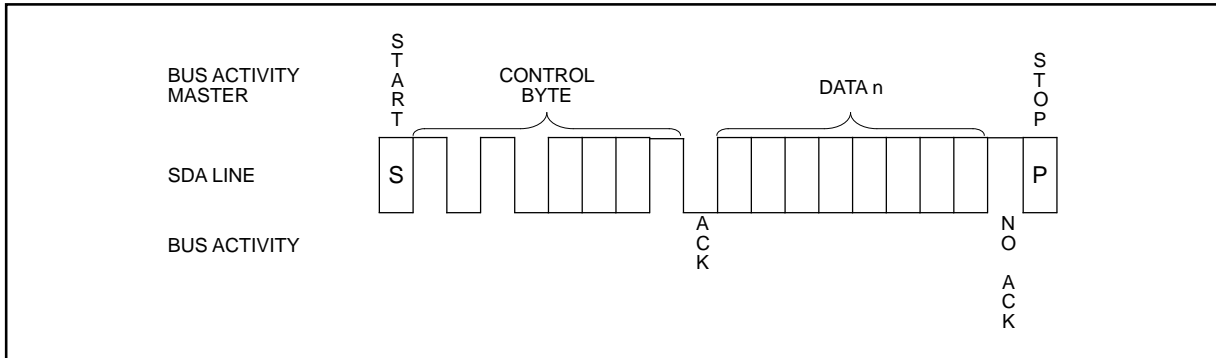 BUS ACTIVITY
MASTER
START
CONTROL
BYTE
DATA n
STOP
SDA LINE
S
P
BUS ACTIVITY
ACK
NO ACK